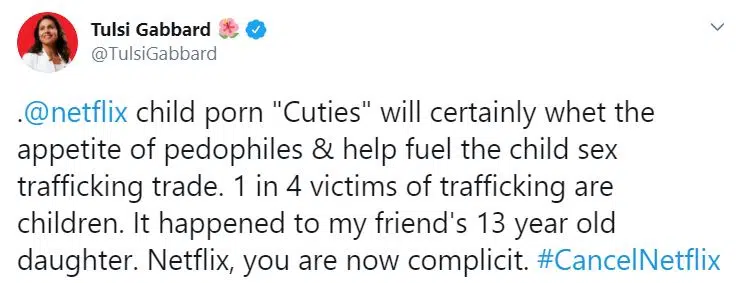 Tulsi Gabbard 🌺
@TulsiGabbard
.@netflix child porn "Cuties" will certainly whet the
appetite of pedophiles & help fuel the child sex
trafficking trade. 1 in 4 victims of trafficking are
children. It happened to my friend's 13 year old
daughter. Netflix, you are now complicit. #CancelNetflix